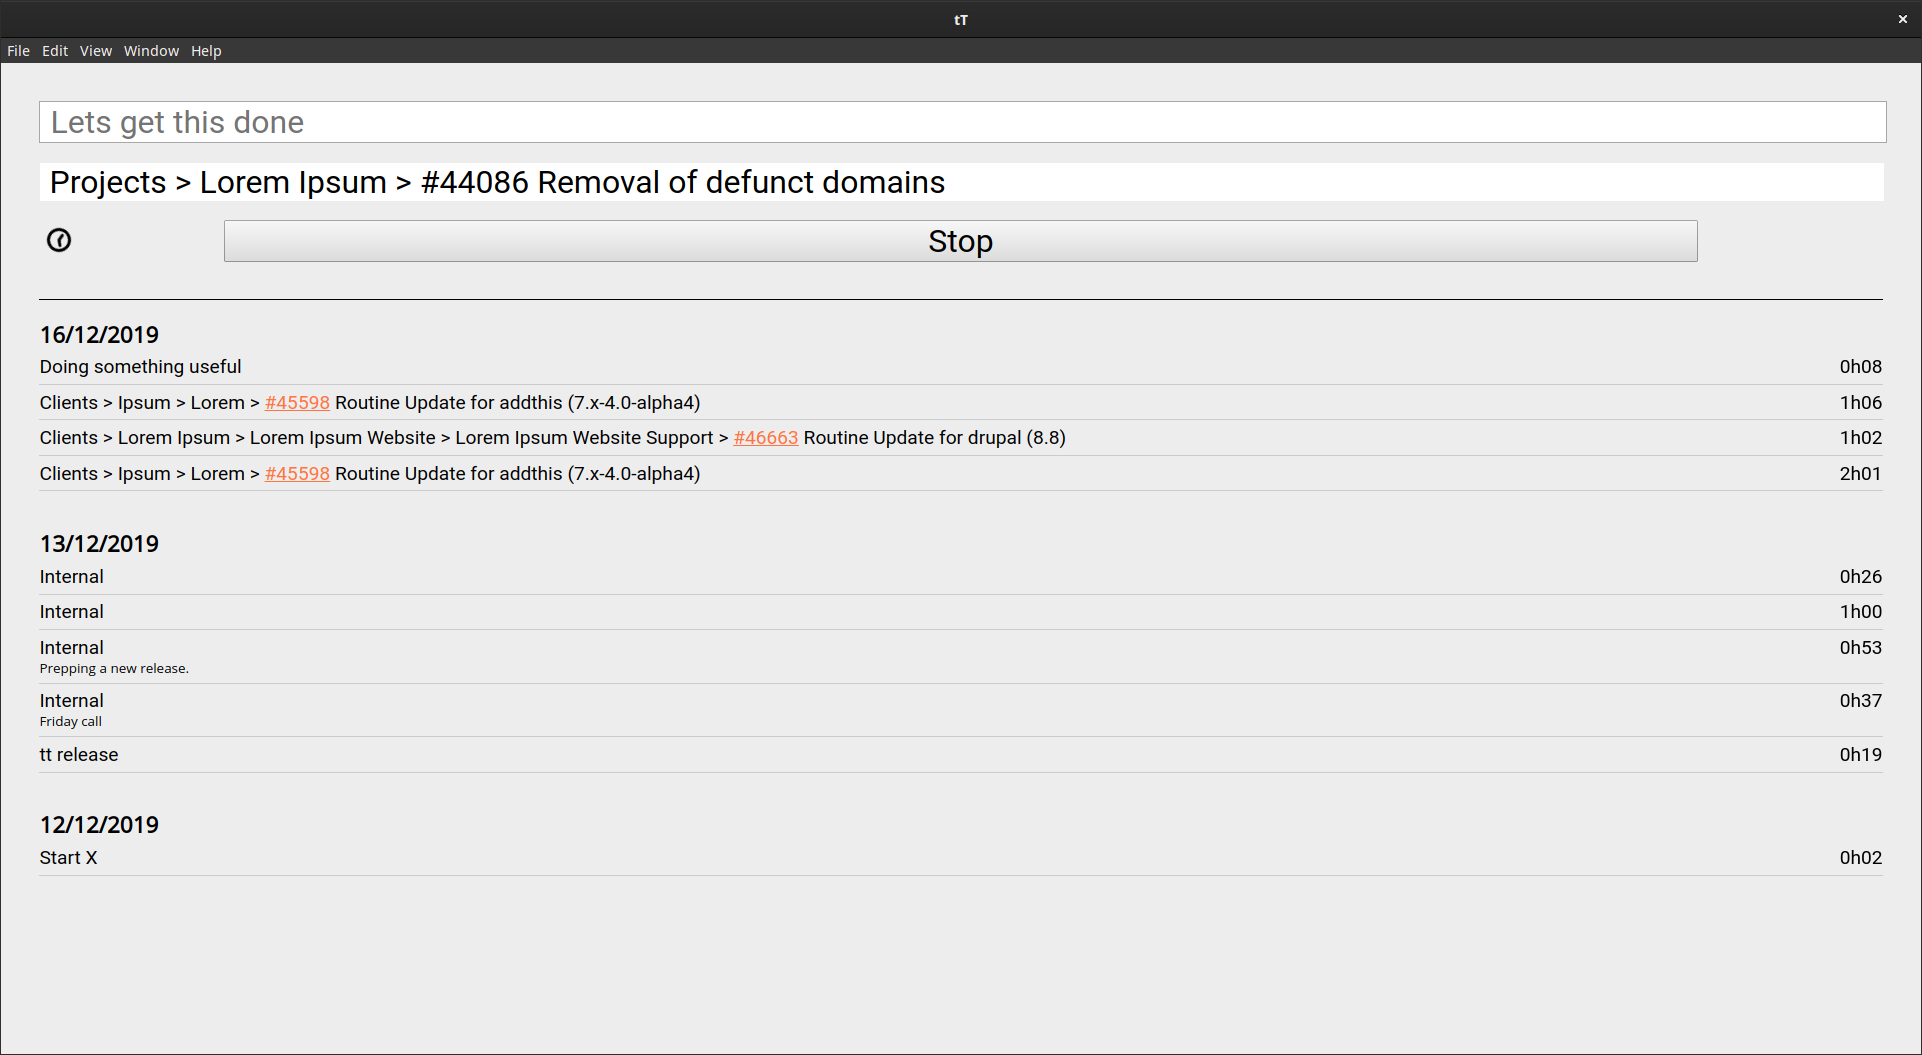 tT
File Edit View Window Help
Lets get this done
Projects > Lorem Ipsum > #44086 Removal of defunct domains
Stop
16/12/2019
Doing something useful 0h08
Clients > Ipsum > Lorem > #45598 Routine Update for addthis (7.x-4.0-alpha4) 1h06
Clients > Lorem Ipsum > Lorem Ipsum Website > Lorem Ipsum Website Support > #46663 Routine Update for drupal (8.8) 1h02
Clients > Ipsum > Lorem > #45598 Routine Update for addthis (7.x-4.0-alpha4) 2h01
13/12/2019
Internal 0h26
Internal 1h00
Internal 0h53
Prepping a new release.
Internal 0h37
Friday call
tt release 0h19
12/12/2019
Start X 0h02